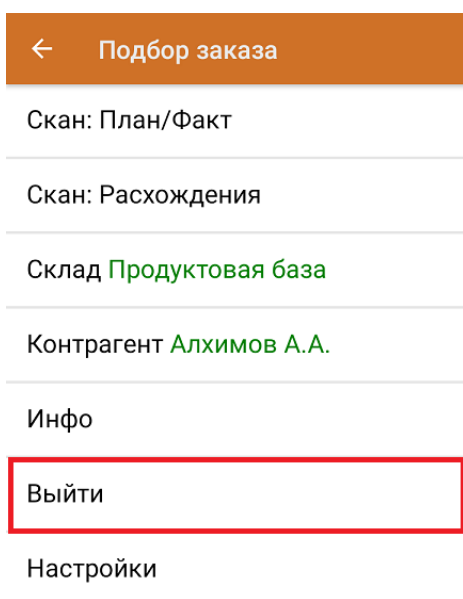 Подбор заказа
Скан: План/Факт
Скан: Расхождения
Склад Продуктовая база
Контрагент Алхимов А.А.
Инфо
Выйти
Настройки